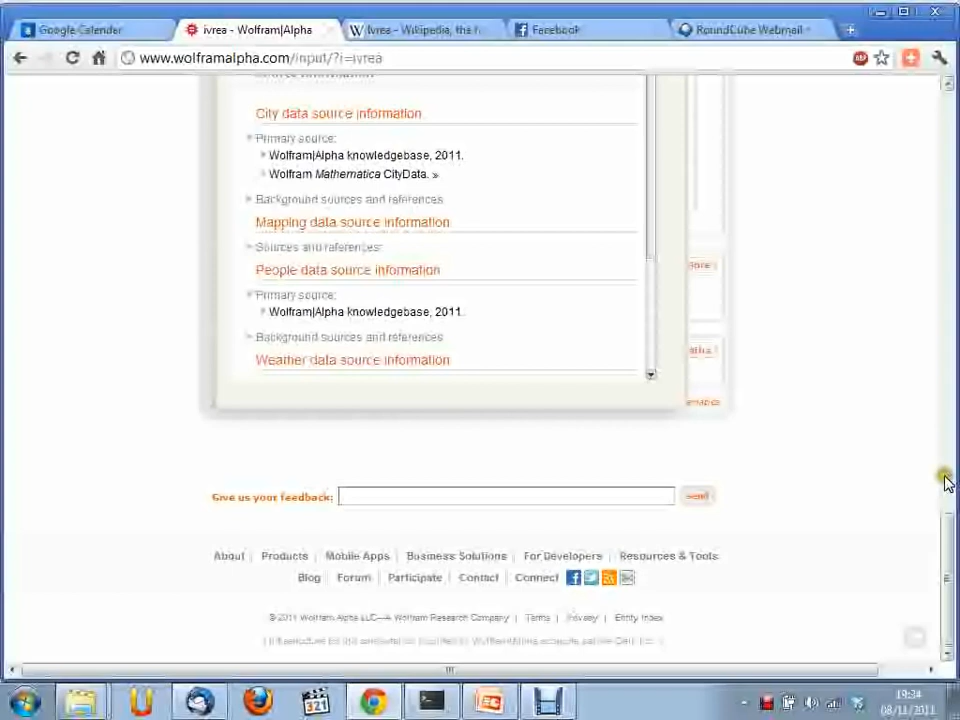 Google Calender
ivrea - Wolfram|Alpha
Ivrea - Wikipedia, the f
Facebook
RoundCube Webmail
www.wolframalpha.com/input/?i=ivrea
City data source information
Primary source:
Wolfram|Alpha knowledgebase, 2011.
Wolfram Mathematica CityData. »
Background sources and references
Mapping data source information
Sources and references:
People data source information
Primary source:
Wolfram|Alpha knowledgebase, 2011.
Background sources and references
Weather data source information
Give us your feedback: send
About | Products | Mobile Apps | Business Solutions | For Developers | Resources & Tools
Blog | Forum | Participate | Contact | Connect
© 2011 Wolfram Alpha LLC—A Wolfram Research Company | Terms | Privacy | Entity Index
321
19:34
08/11/2011